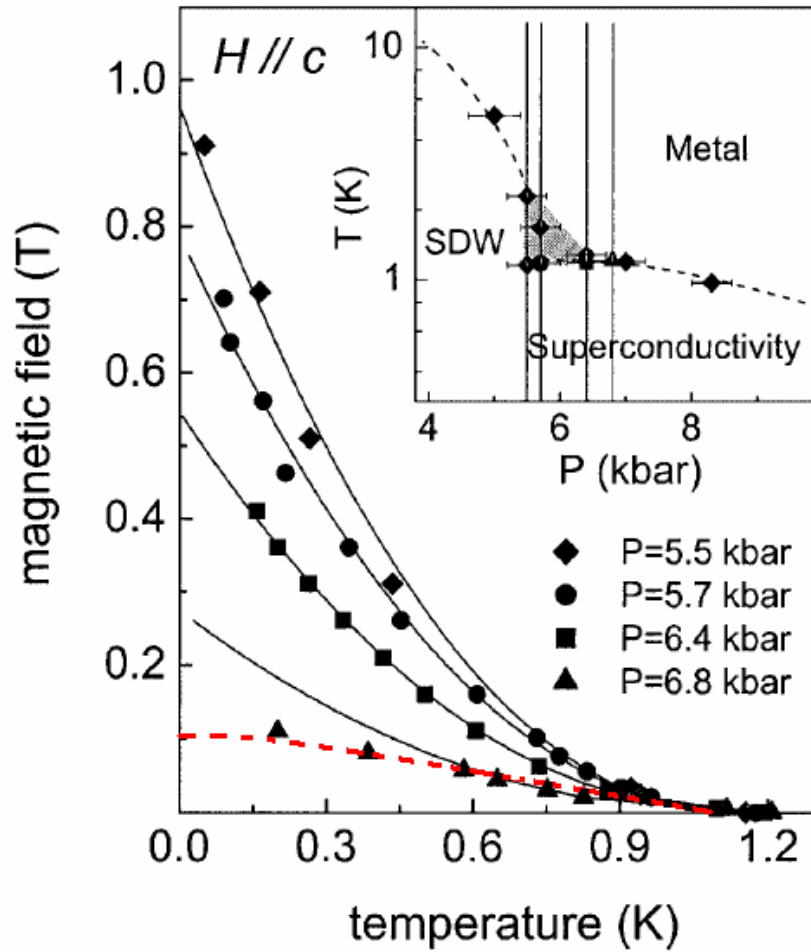 H // c
1.0
0.8
0.6
0.4
0.2
magnetic field (T)
0.0
0.3
0.6
0.9
1.2
temperature (K)
10
1
T (K)
Metal
SDW
Superconductivity
4
6
8
P (kbar)
P=5.5 kbar
P=5.7 kbar
P=6.4 kbar
P=6.8 kbar